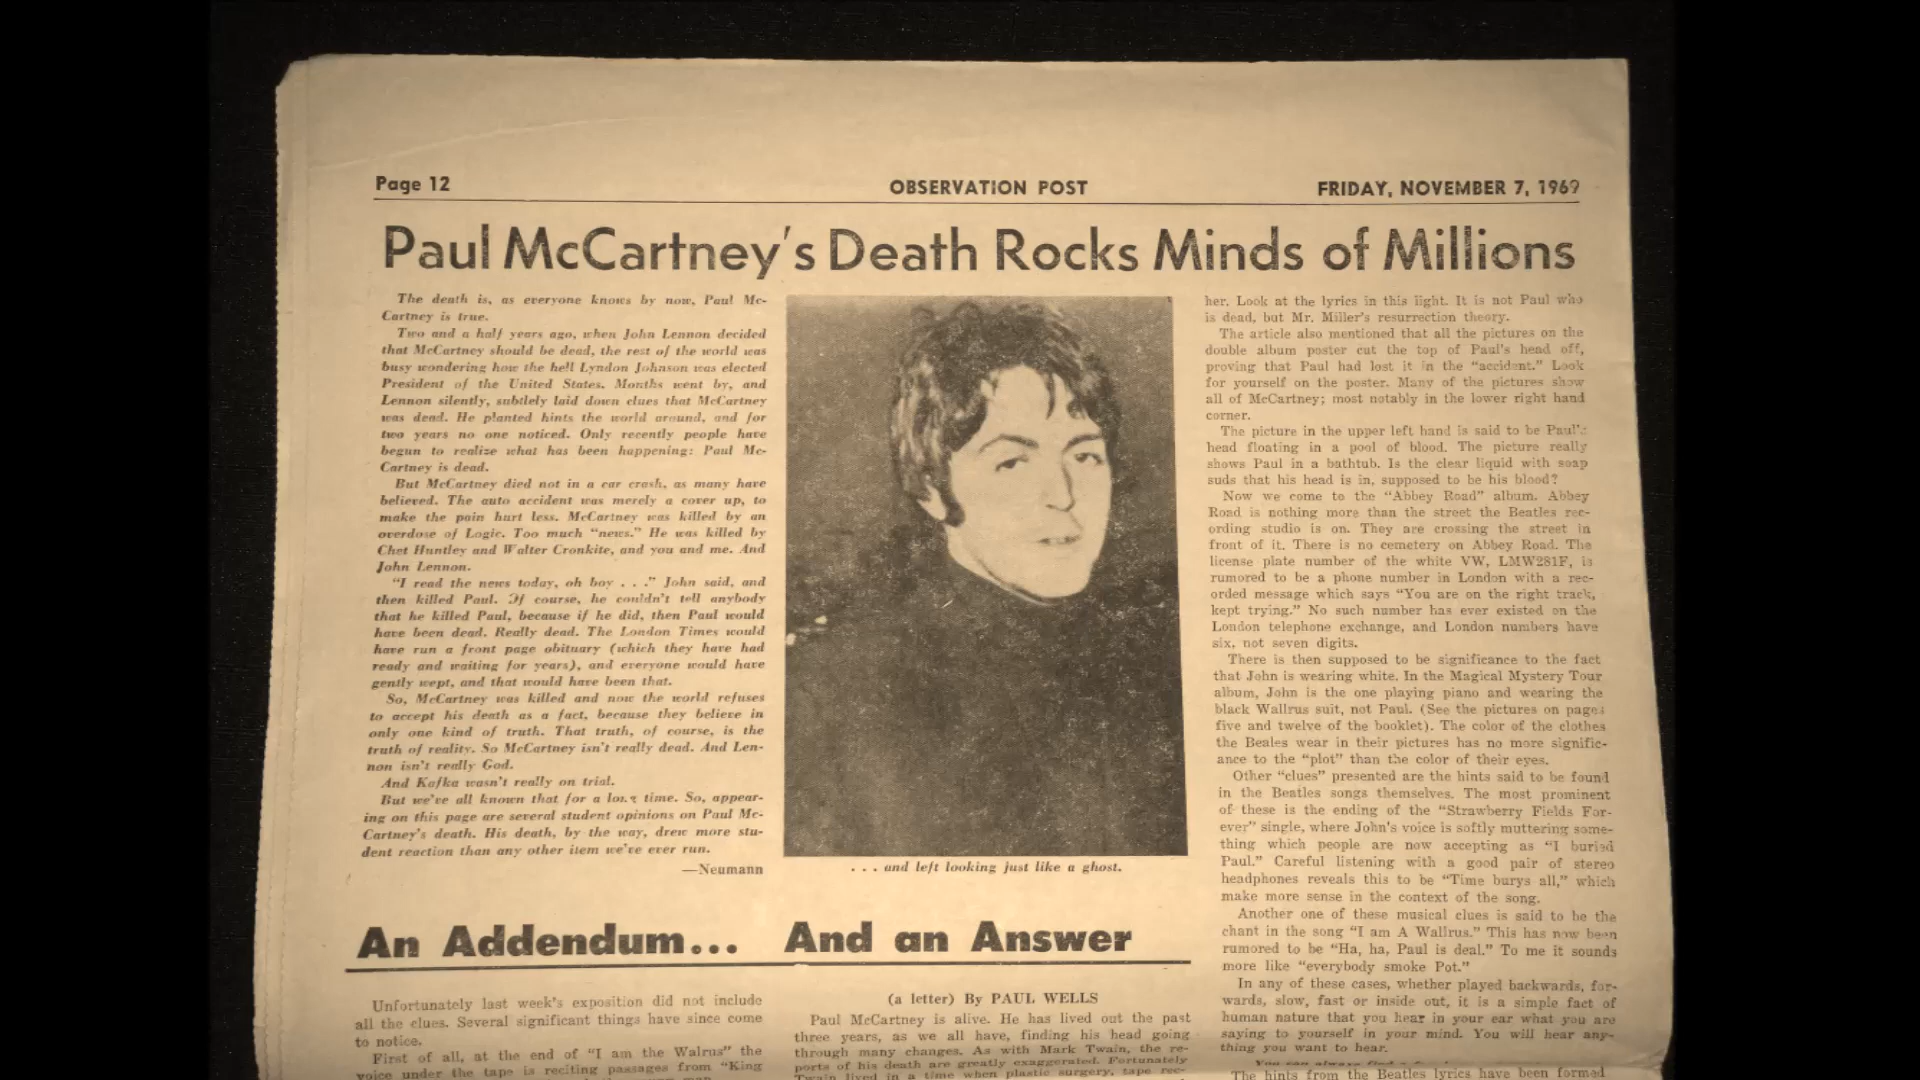 Page 12
OBSERVATION POST
FRIDAY, NOVEMBER 7, 1969
Paul McCartney's Death Rocks Minds of Millions
The death is, as everyone knows by now, Paul Mc-
Cartney is true.
Two and a half years ago, when John Lennon decided
that McCartney should be dead, the rest of the world was
busy wondering how the hell Lyndon Johnson was elected
President of the United States. Months went by, and
Lennon silently, subtlely laid down clues that McCartney
was dead. He planted hints the world around, and for
two years no one noticed. Only recently people have
begun to realize what has been happening: Paul Mc-
Cartney is dead.
But McCartney died not in a car crash, as many have
believed. The auto accident was merely a cover up, to
make the pain hurt less. McCartney was killed by an
overdose of Logic. Too much "news." He was killed by
Chet Huntley and Walter Cronkite, and you and me. And
John Lennon.
"I read the news today, oh boy . . ." John said, and
then killed Paul. Of course, he couldn't tell anybody
that he killed Paul, because if he did, then Paul would
have been dead. Really dead. The London Times would
have run a front page obituary (which they have had
ready and waiting for years), and everyone would have
gently wept, and that would have been that.
So, McCartney was killed and now the world refuses
to accept his death as a fact, because they believe in
only one kind of truth. That truth, of course, is the
truth of reality. So McCartney isn't really dead. And Len-
non isn't really God.
And Kafka wasn't really on trial.
But we've all known that for a long time. So, appear-
ing on this page are several student opinions on Paul Mc-
Cartney's death. His death, by the way, drew more stu-
dent reaction than any other item we've ever run.
—Neumann
. . . and left looking just like a ghost.
An Addendum...
Unfortunately last week's exposition did not include
all the clues. Several significant things have since come
to notice.
First of all, at the end of "I am the Walrus" the
voice under the tape is reciting passages from "King
And an Answer
(a letter) By PAUL WELLS
Paul McCartney is alive. He has lived out the past
three years, as we all have, finding his head going
through many changes. As with Mark Twain, the re-
ports of his death are greatly exaggerated. Fortunately
Twain lived in a time when plastic surgery, tape rec-
her. Look at the lyrics in this light. It is not Paul who
is dead, but Mr. Miller's resurrection theory.
The article also mentioned that all the pictures on the
double album poster cut the top of Paul's head off,
proving that Paul had lost it in the "accident." Look
for yourself on the poster. Many of the pictures show
all of McCartney; most notably in the lower right hand
corner.
The picture in the upper left hand is said to be Paul's
head floating in a pool of blood. The picture really
shows Paul in a bathtub. Is the clear liquid with soap
suds that his head is in, supposed to be his blood?
Now we come to the "Abbey Road" album. Abbey
Road is nothing more than the street the Beatles rec-
ording studio is on. They are crossing the street in
front of it. There is no cemetery on Abbey Road. The
license plate number of the white VW, LMW281F, is
rumored to be a phone number in London with a rec-
orded message which says "You are on the right track,
kept trying." No such number has ever existed on the
London telephone exchange, and London numbers have
six, not seven digits.
There is then supposed to be significance to the fact
that John is wearing white. In the Magical Mystery Tour
album, John is the one playing piano and wearing the
black Wallrus suit, not Paul. (See the pictures on pages
five and twelve of the booklet). The color of the clothes
the Beales wear in their pictures has no more signific-
ance to the "plot" than the color of their eyes.
Other "clues" presented are the hints said to be found
in the Beatles songs themselves. The most prominent
of these is the ending of the "Strawberry Fields For-
ever" single, where John's voice is softly muttering some-
thing which people are now accepting as "I buried
Paul." Careful listening with a good pair of stereo
headphones reveals this to be "Time burys all," which
make more sense in the context of the song.
Another one of these musical clues is said to be the
chant in the song "I am A Wallrus." This has now been
rumored to be "Ha, ha, Paul is deal." To me it sounds
more like "everybody smoke Pot."
In any of these cases, whether played backwards, for-
wards, slow, fast or inside out, it is a simple fact of
human nature that you hear in your ear what you are
saying to yourself in your mind. You will hear any-
thing you want to hear.
The hints from the Beatles lyrics have been formed